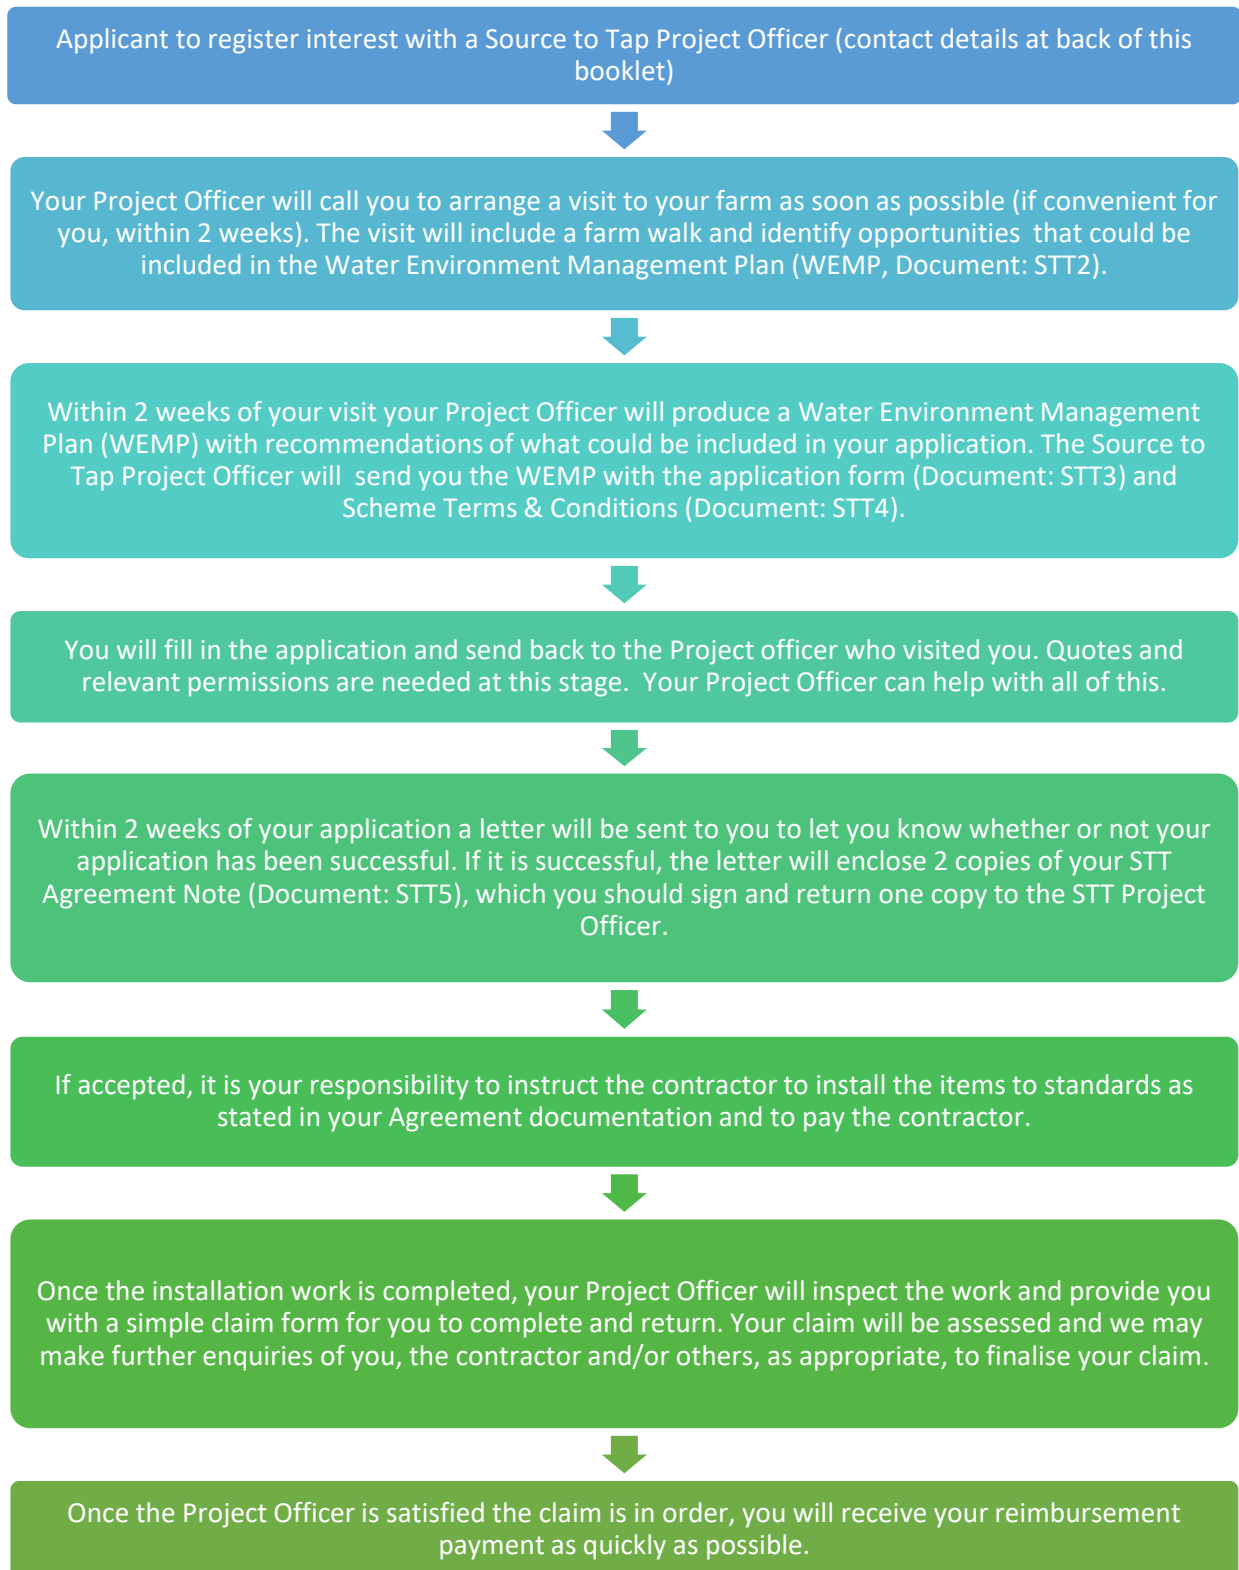 Applicant to register interest with a Source to Tap Project Officer (contact details at back of this
booklet)
Your Project Officer will call you to arrange a visit to your farm as soon as possible (if convenient for
you, within 2 weeks). The visit will include a farm walk and identify opportunities that could be
included in the Water Environment Management Plan (WEMP, Document: STT2).
Within 2 weeks of your visit your Project Officer will produce a Water Environment Management
Plan (WEMP) with recommendations of what could be included in your application. The Source to
Tap Project Officer will send you the WEMP with the application form (Document: STT3) and
Scheme Terms & Conditions (Document: STT4).
You will fill in the application and send back to the Project officer who visited you. Quotes and
relevant permissions are needed at this stage. Your Project Officer can help with all of this.
Within 2 weeks of your application a letter will be sent to you to let you know whether or not your
application has been successful. If it is successful, the letter will enclose 2 copies of your STT
Agreement Note (Document: STT5), which you should sign and return one copy to the STT Project
Officer.
If accepted, it is your responsibility to instruct the contractor to install the items to standards as
stated in your Agreement documentation and to pay the contractor.
Once the installation work is completed, your Project Officer will inspect the work and provide you
with a simple claim form for you to complete and return. Your claim will be assessed and we may
make further enquiries of you, the contractor and/or others, as appropriate, to finalise your claim.
Once the Project Officer is satisfied the claim is in order, you will receive your reimbursement
payment as quickly as possible.